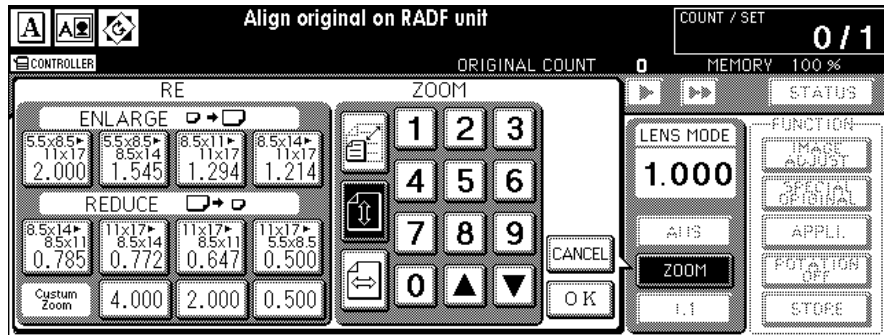 A
A
Align original on RADF unit
COUNT / SET
0 / 1
CONTROLLER
ORIGINAL COUNT 0 MEMORY 100 %
RE
ENLARGE
5.5x8.5▶ 11x17 2.000
5.5x8.5▶ 8.5x14 1.545
8.5x11▶ 11x17 1.294
8.5x14▶ 11x17 1.214
REDUCE
8.5x14▶ 8.5x11 0.785
11x17▶ 8.5x14 0.772
11x17▶ 8.5x11 0.647
11x17▶ 5.5x8.5 0.500
Custum
Zoom
4.000 2.000 0.500
ZOOM
1 2 3
4 5 6
7 8 9
0 ▲ ▼
CANCEL
OK
STATUS
LENS MODE
1.000
AMS
ZOOM
1.1
FUNCTION
IMAGE
ADJUST
SPECIAL
ORIGINAL
APPLI.
ROTATION
OFF
STORE